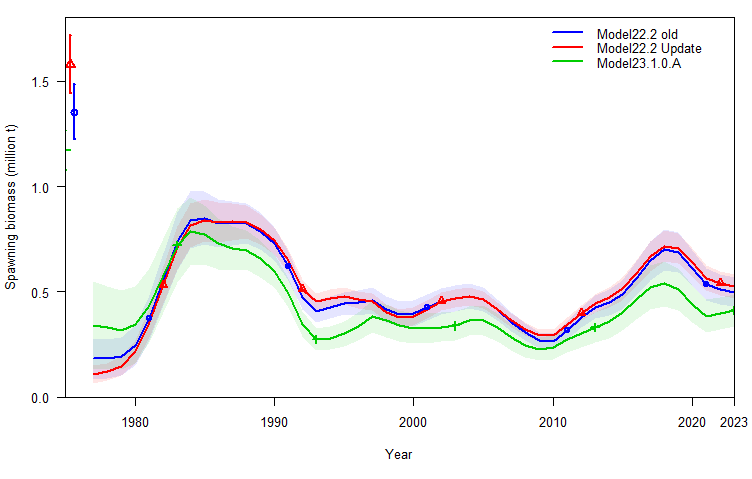 Model22.2 old
Model22.2 Update
Model23.1.0.A
Spawning biomass (million t)
1.5
1.0
0.5
0.0
1980 1990 2000 2010 2020 2023
Year